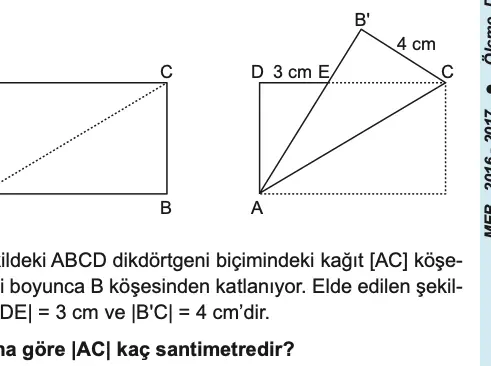 B'
4 cm
C
D 3 cm E
C
B
A
kildeki ABCD dikdörtgeni biçimindeki kağıt [AC] köşe-
i boyunca B köşesinden katlanıyor. Elde edilen şekil-
DE| = 3 cm ve |B'C| = 4 cm'dir.
na göre |AC| kaç santimetredir?
MEB 2016 - 2017 ● Ölçme, D